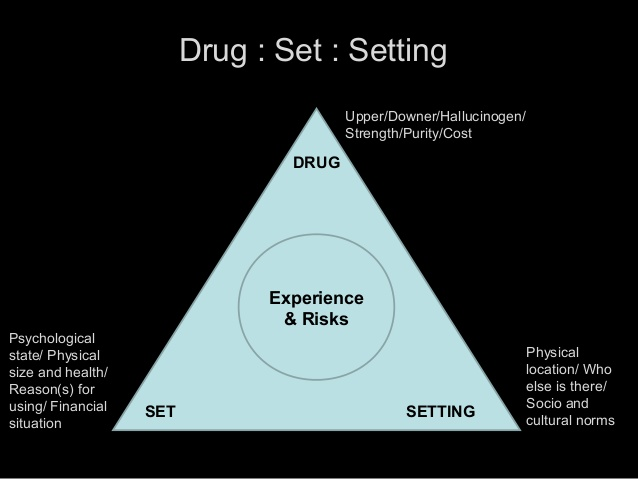 Drug : Set : Setting
Upper/Downer/Hallucinogen/
Strength/Purity/Cost
DRUG
Experience
& Risks
Psychological
state/ Physical
size and health/
Reason(s) for
using/ Financial
situation
SET
SETTING
Physical
location/ Who
else is there/
Socio and
cultural norms